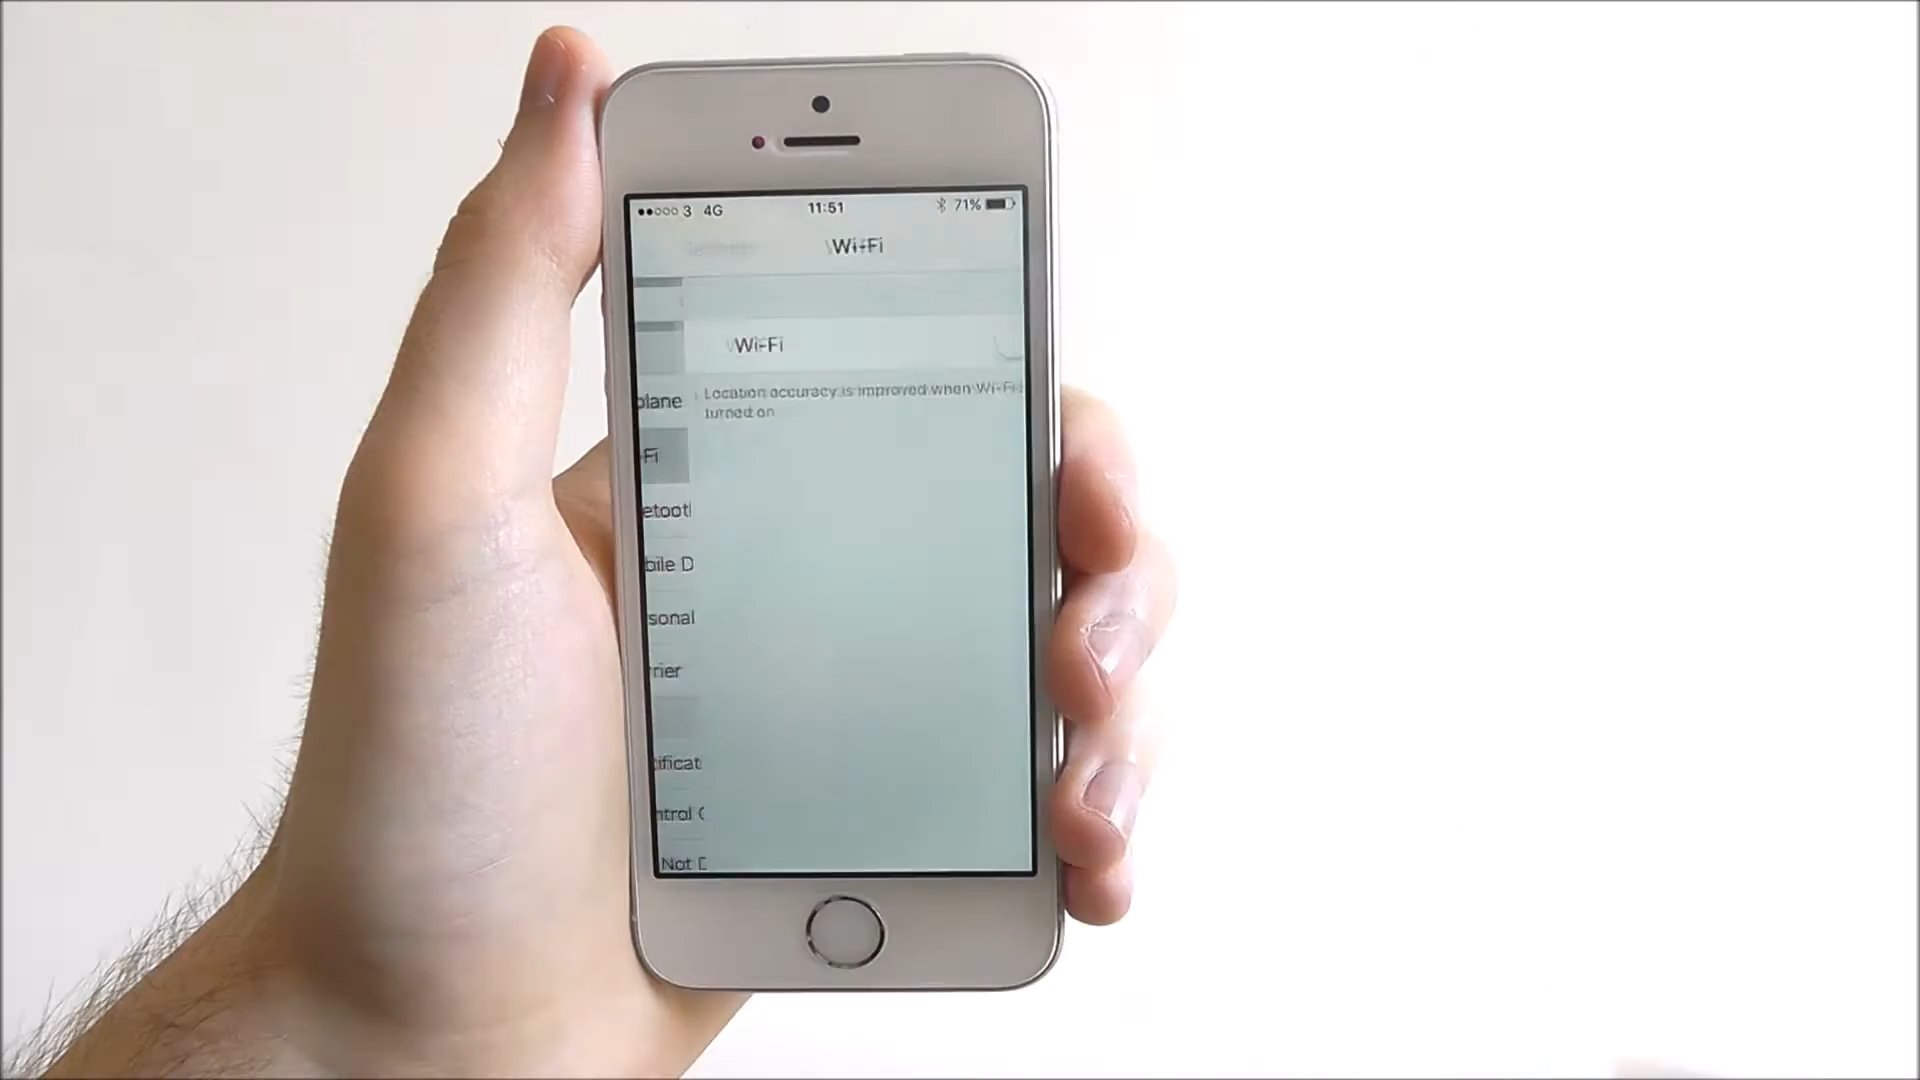 3 4G 11:51 71%
Wi-Fi
Wi-Fi
Location accuracy is improved when Wi-Fi
turned on
plane
-Fi
etooth
bile D
sonal
rrier
tificat
ntrol C
Not D